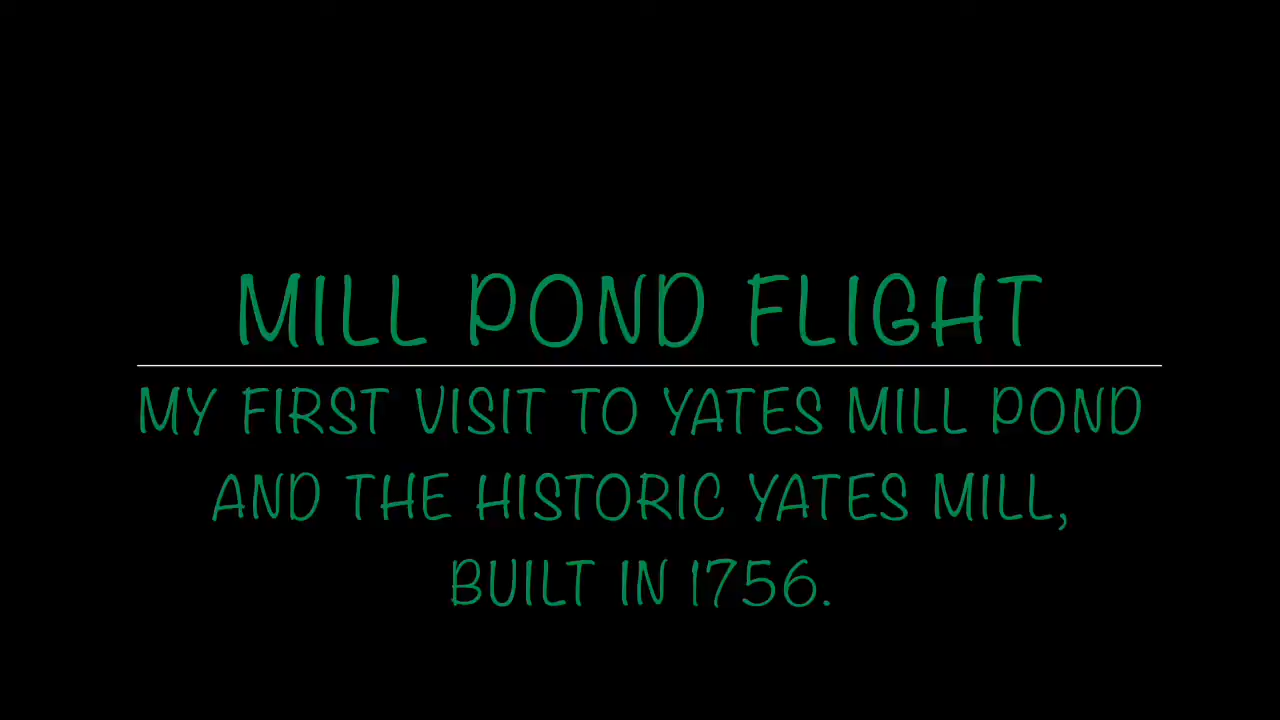 MILL POND FLIGHT
MY FIRST VISIT TO YATES MILL POND
AND THE HISTORIC YATES MILL,
BUILT IN 1756.